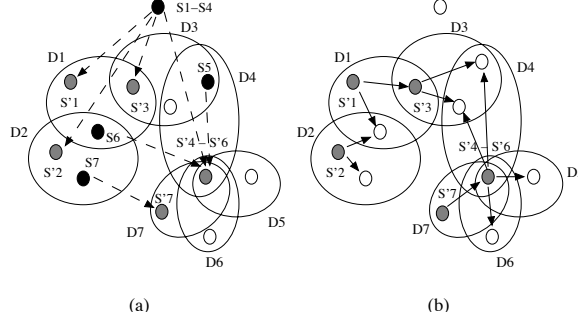 S1–S4
D3
D1
D4
S5
S'1
S'3
D2
S6
S'4 – S'6
S7
S'2
S'7
D7
D5
D6
(a)
D3
D1
D4
S'1
S'3
D2
S'4 – S'6
S'2
S'7
D
D7
D6
(b)